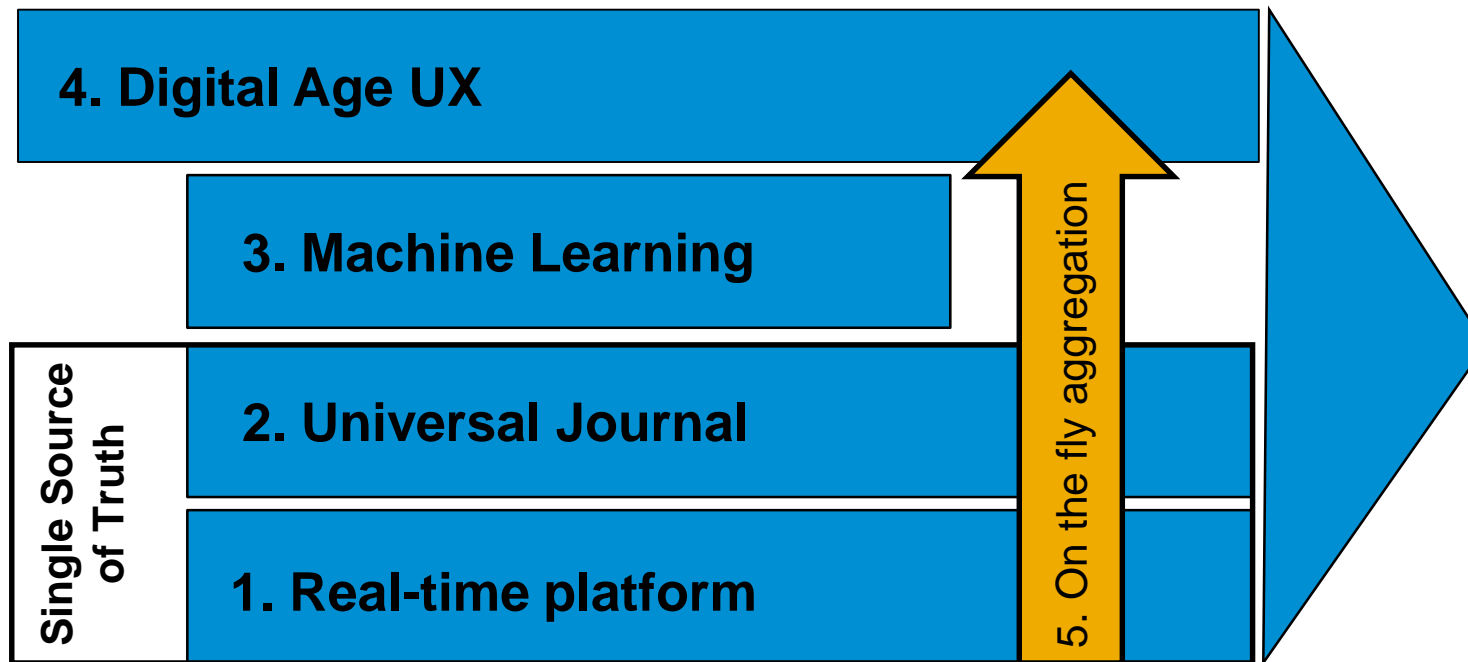 4. Digital Age UX
3. Machine Learning
2. Universal Journal
1. Real-time platform
Single Source
of Truth
5. On the fly aggregation